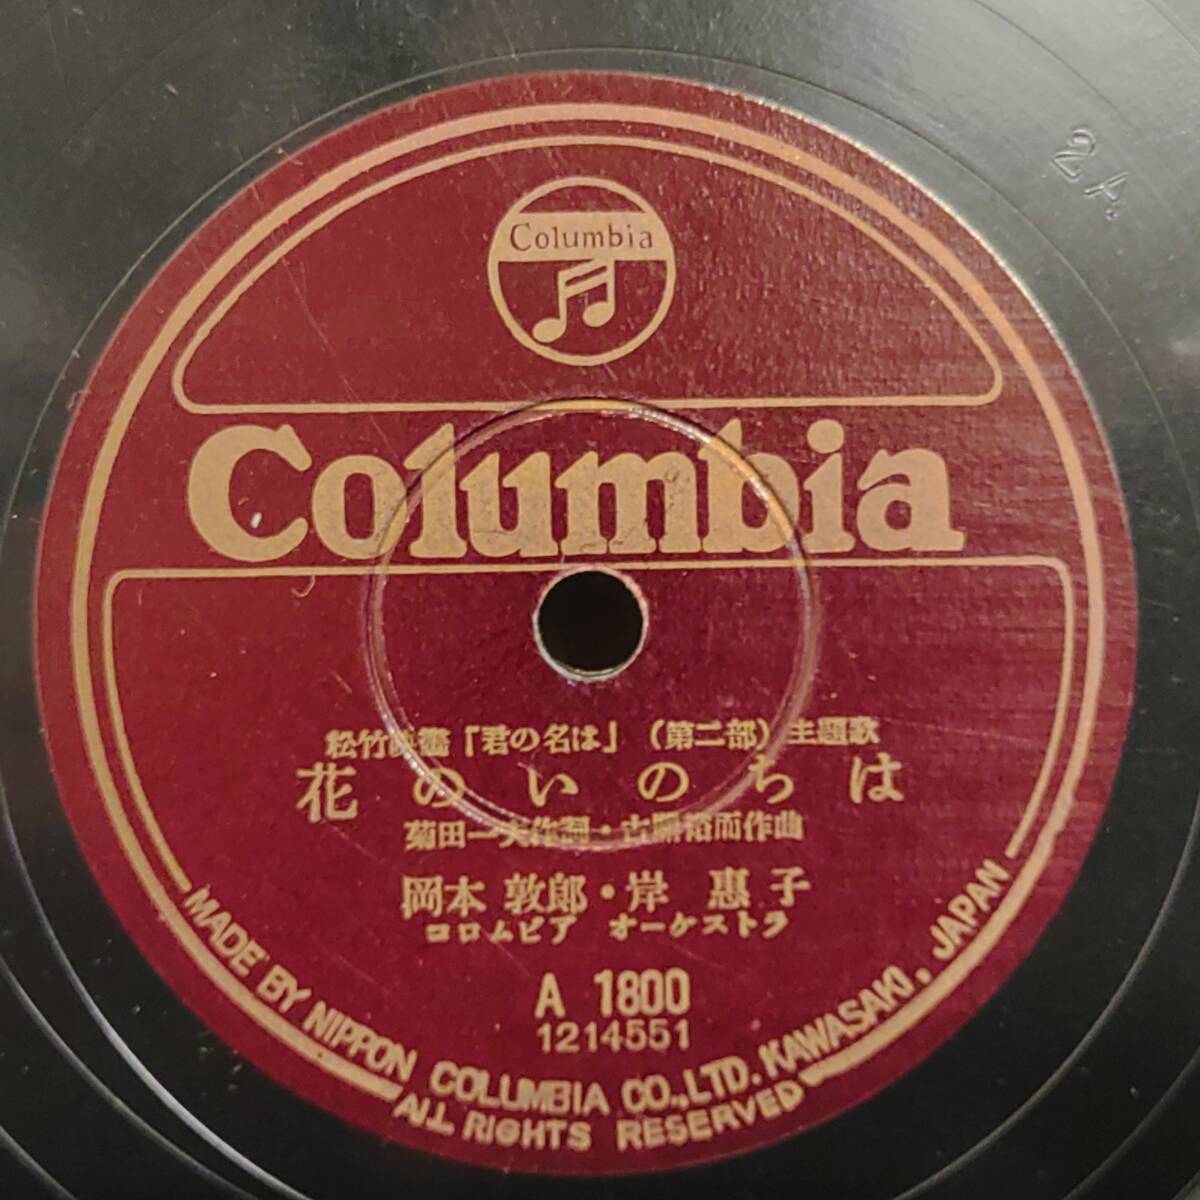 2A
Columbia
Columbia
松竹映畫「君の名は」(第二部)主題歌
花のいのちは
菊田一夫作詞・古關裕而作曲
岡本 敦郎・岸 惠子
コロムビア オーケストラ
A 1800
1214551
MADE BY NIPPON COLUMBIA CO., LTD. KAWASAKI, JAPAN
ALL RIGHTS RESERVED